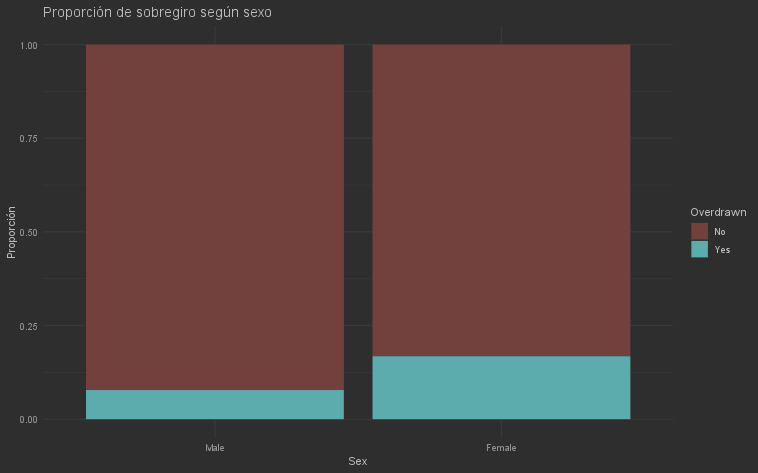 Proporción de sobregiro según sexo
1.00
0.75
0.50
0.25
0.00
Proporción
Male
Female
Sex
Overdrawn
No
Yes